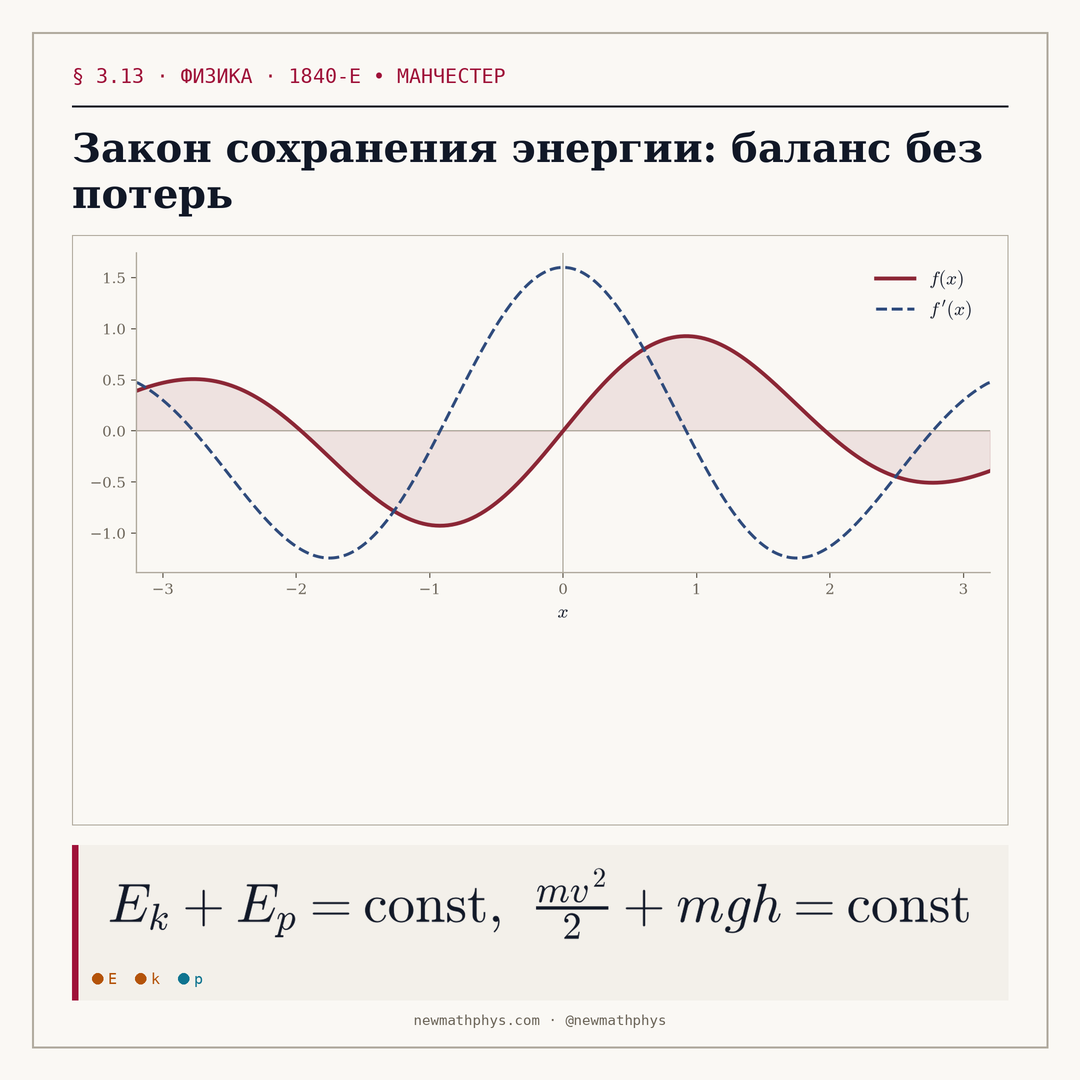 § 3.13 · ФИЗИКА · 1840-Е • МАНЧЕСТЕР
Закон сохранения энергии: баланс без
потерь
f(x)
f′(x)
1.5
1.0
0.5
0.0
−0.5
−1.0
−3 −2 −1 0 1 2 3
x
E_k + E_p = const, mv²/2 + mgh = const
E k p
newmathphys.com · @newmathphys